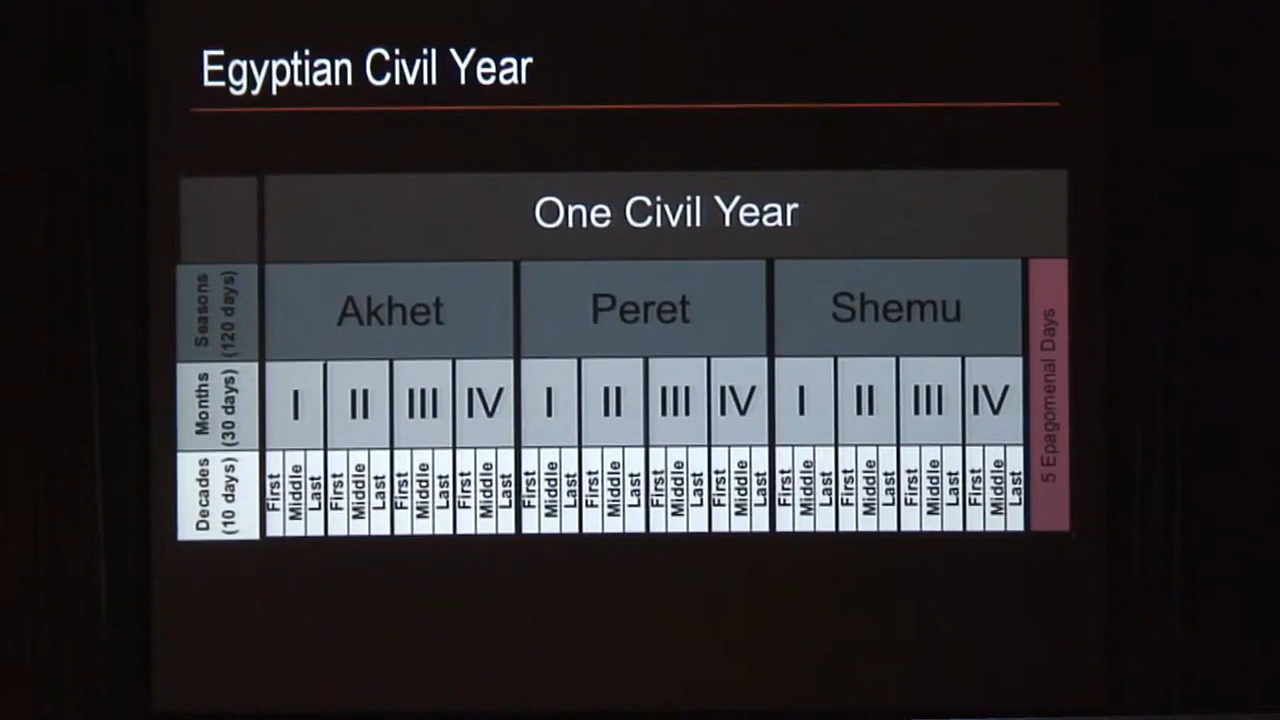 Egyptian Civil Year
One Civil Year
Seasons
(120 days)
Akhet
Peret
Shemu
5 Epagomenal Days
Months
(30 days)
I
II
III
IV
I
II
III
IV
I
II
III
IV
Decades
(10 days)
First
Middle
Last
First
Middle
Last
First
Middle
Last
First
Middle
Last
First
Middle
Last
First
Middle
Last
First
Middle
Last
First
Middle
Last
First
Middle
Last
First
Middle
Last
First
Middle
Last
First
Middle
Last